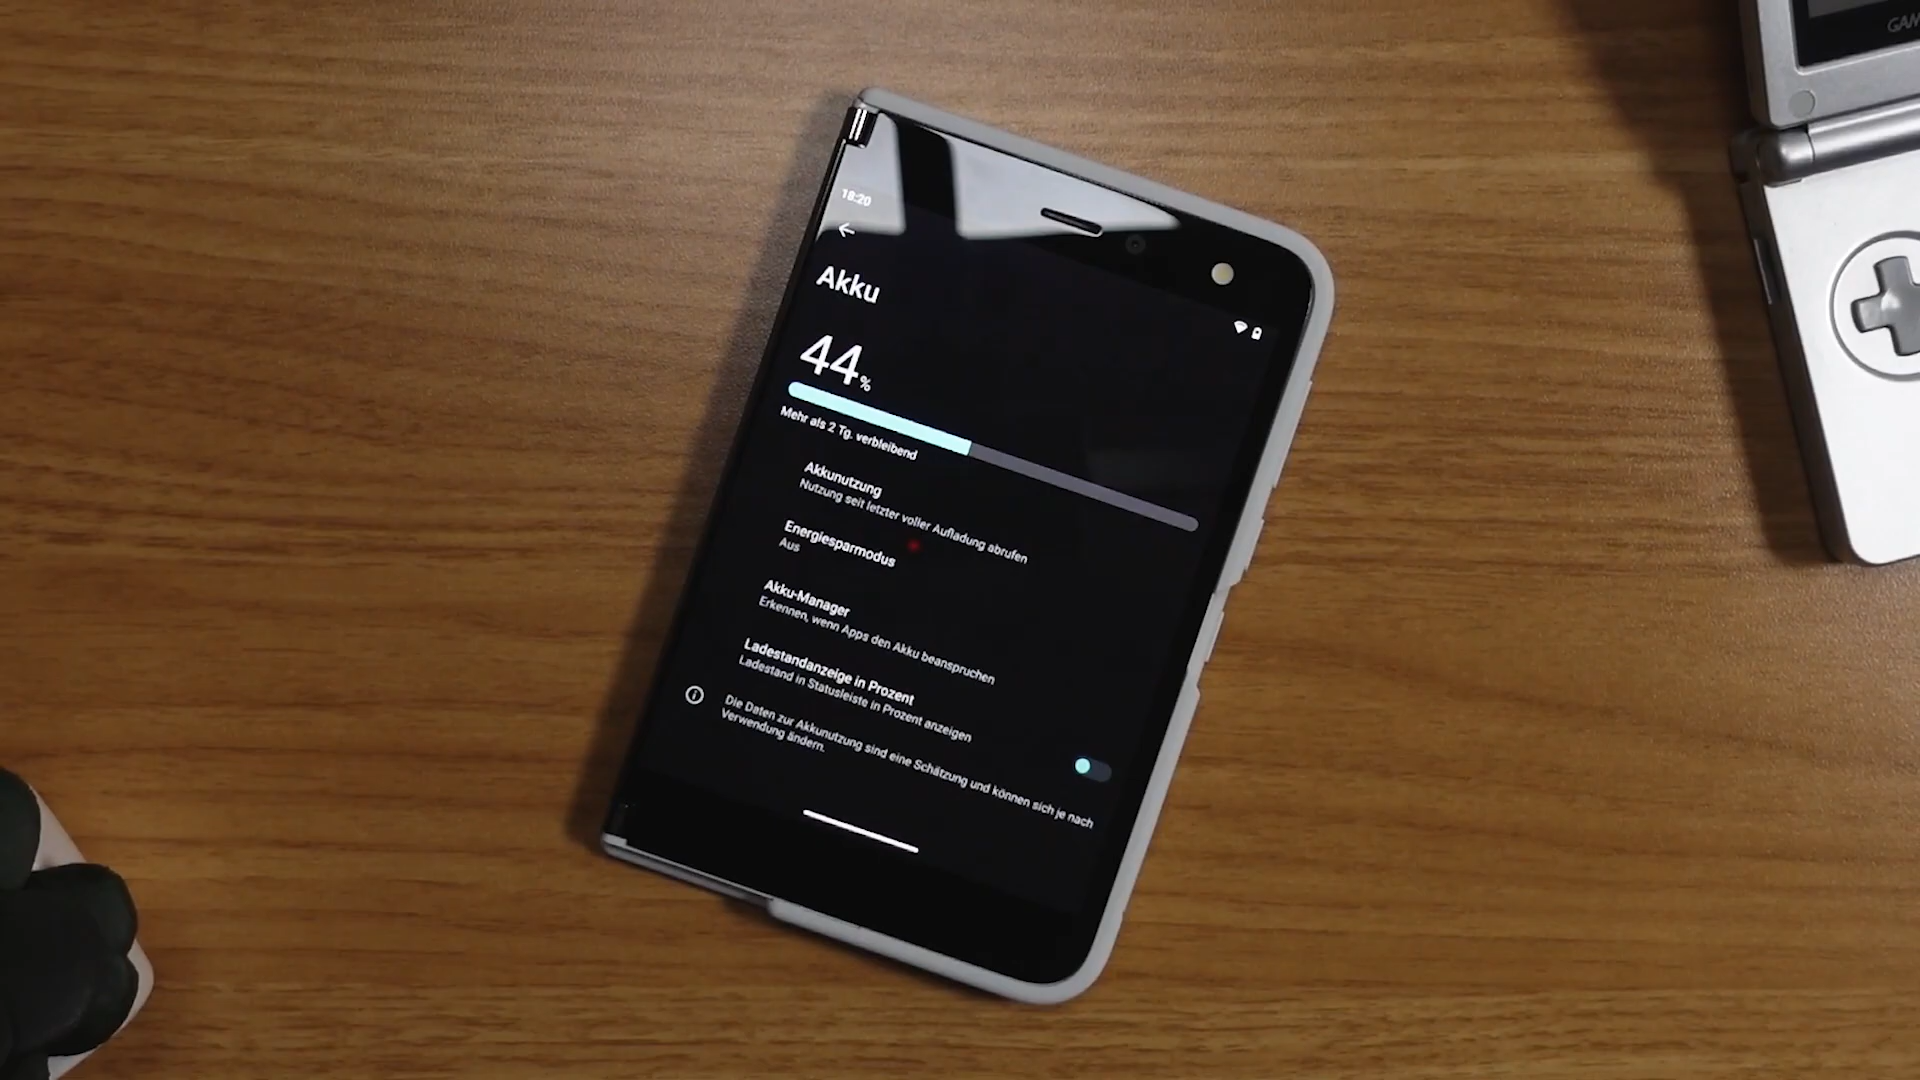 18:20
Akku
44%
Mehr als 2 Tg. verbleibend
Akkunutzung
Nutzung seit letzter voller Aufladung abrufen
Energiesparmodus
Aus
Akku-Manager
Erkennen, wenn Apps den Akku beanspruchen
Ladestandanzeige in Prozent
Ladestand in Statusleiste in Prozent anzeigen
Die Daten zur Akkunutzung sind eine Schätzung und können sich je nach
Verwendung ändern.